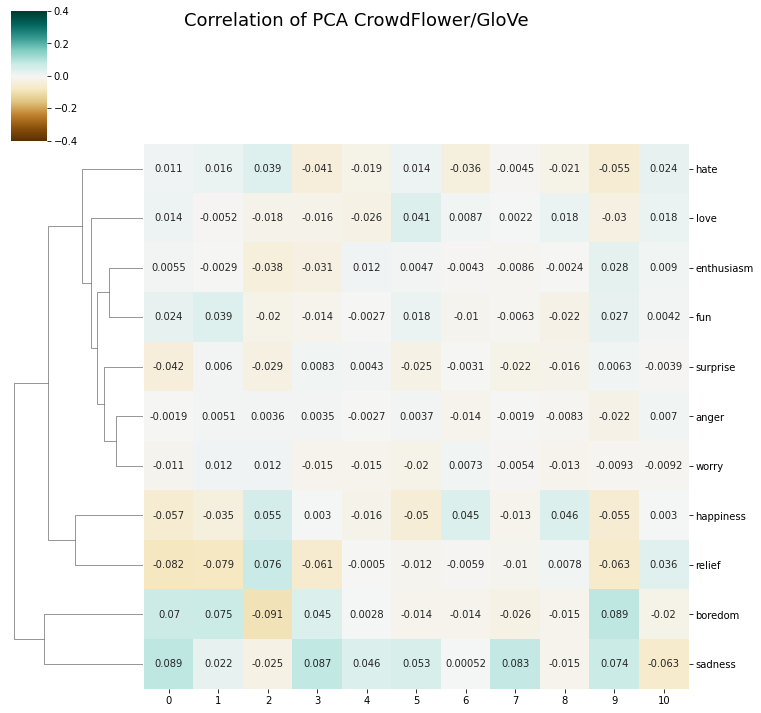 Correlation of PCA CrowdFlower/GloVe
0.4
0.2
0.0
−0.2
−0.4
0.011 0.016 0.039 -0.041 -0.019 0.014 -0.036 -0.0045 -0.021 -0.055 0.024 hate
0.014 -0.0052 -0.018 -0.016 -0.026 0.041 0.0087 0.0022 0.018 -0.03 0.018 love
0.0055 -0.0029 -0.038 -0.031 0.012 0.0047 -0.0043 -0.0086 -0.0024 0.028 0.009 enthusiasm
0.024 0.039 -0.02 -0.014 -0.0027 0.018 -0.01 -0.0063 -0.022 0.027 0.0042 fun
-0.042 0.006 -0.029 0.0083 0.0043 -0.025 -0.0031 -0.022 -0.016 0.0063 -0.0039 surprise
-0.0019 0.0051 0.0036 0.0035 -0.0027 0.0037 -0.014 -0.0019 -0.0083 -0.022 0.007 anger
-0.011 0.012 0.012 -0.015 -0.015 -0.02 0.0073 -0.0054 -0.013 -0.0093 -0.0092 worry
-0.057 -0.035 0.055 0.003 -0.016 -0.05 0.045 -0.013 0.046 -0.055 0.003 happiness
-0.082 -0.079 0.076 -0.061 -0.0005 -0.012 -0.0059 -0.01 0.0078 -0.063 0.036 relief
0.07 0.075 -0.091 0.045 0.0028 -0.014 -0.014 -0.026 -0.015 0.089 -0.02 boredom
0.089 0.022 -0.025 0.087 0.046 0.053 0.00052 0.083 -0.015 0.074 -0.063 sadness
0 1 2 3 4 5 6 7 8 9 10